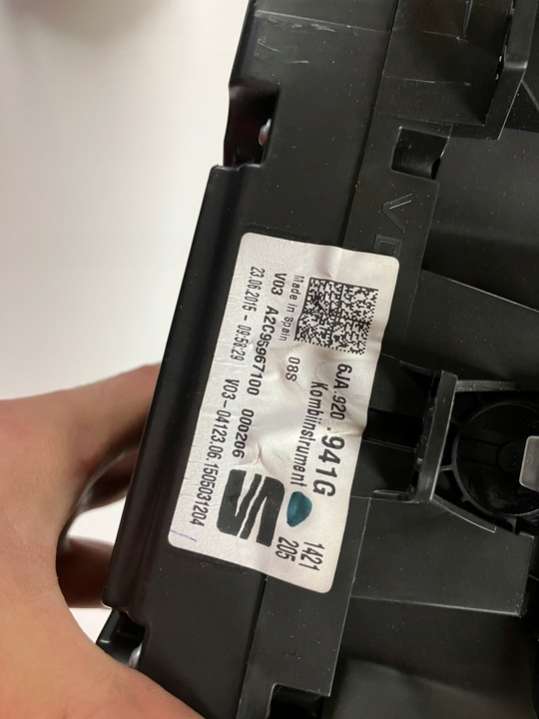 6JA.920 .941G
Kombiinstrument
1421
205
Made in Spain
08S
V03 A2C95967100 000206
23.06.2015 - 09:58:29 V03-04123.06.1505031204